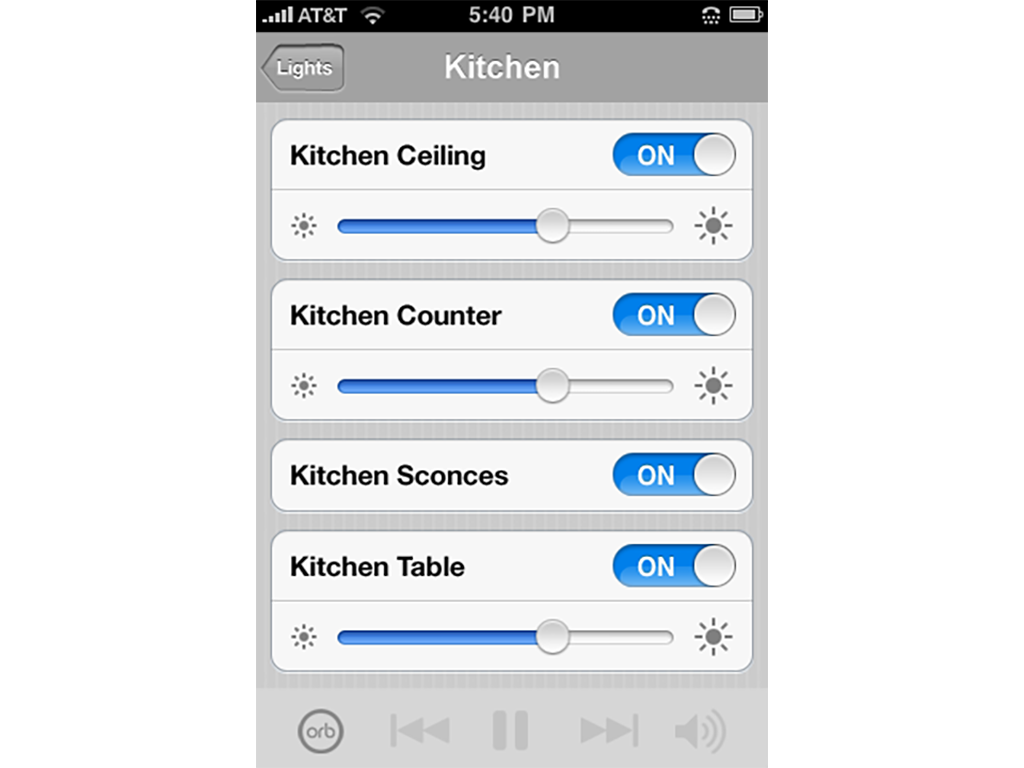 AT&T 5:40 PM
Lights Kitchen
Kitchen Ceiling ON
Kitchen Counter ON
Kitchen Sconces ON
Kitchen Table ON
orb